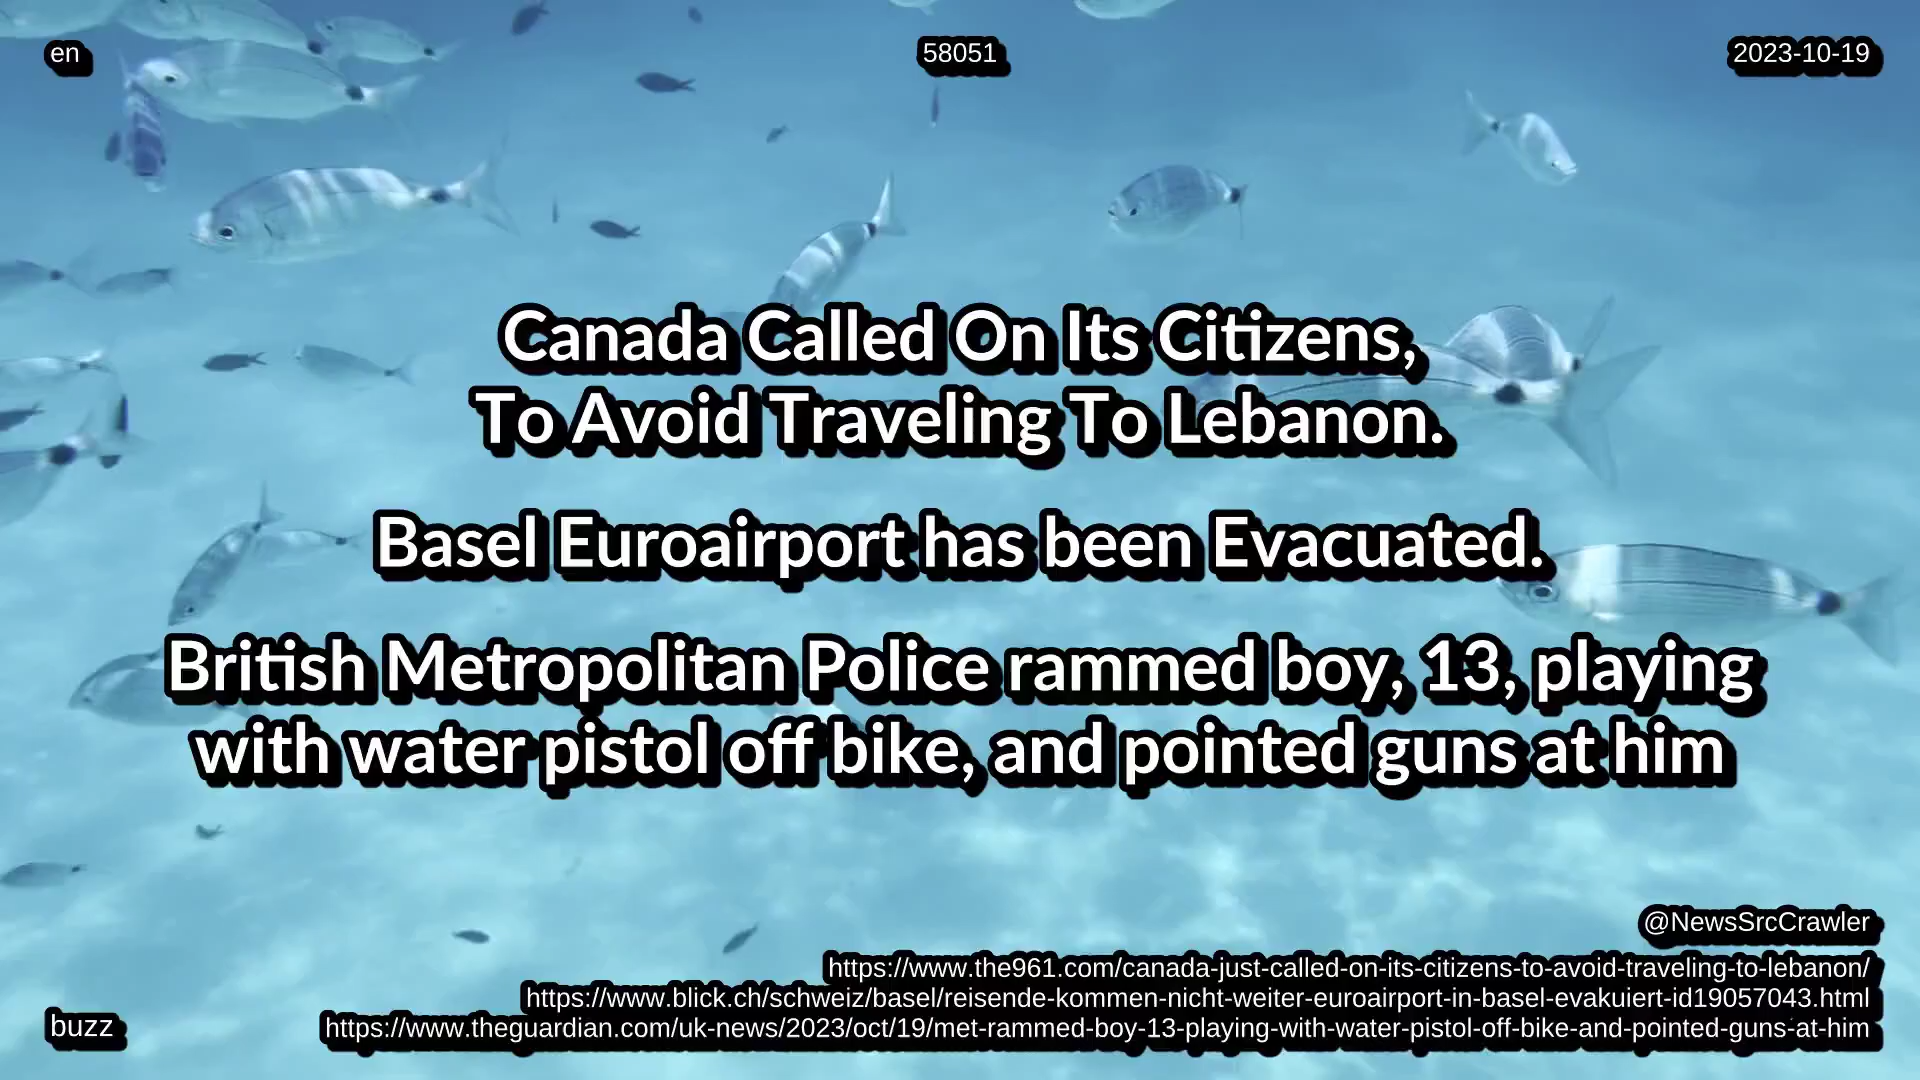 en
58051
2023-10-19
Canada Called On Its Citizens,
To Avoid Traveling To Lebanon.
Basel Euroairport has been Evacuated.
British Metropolitan Police rammed boy, 13, playing
with water pistol off bike, and pointed guns at him
@NewsSrcCrawler
https://www.the961.com/canada-just-called-on-its-citizens-to-avoid-traveling-to-lebanon/
https://www.blick.ch/schweiz/basel/reisende-kommen-nicht-weiter-euroairport-in-basel-evakuiert-id19057043.html
https://www.theguardian.com/uk-news/2023/oct/19/met-rammed-boy-13-playing-with-water-pistol-off-bike-and-pointed-guns-at-him
buzz